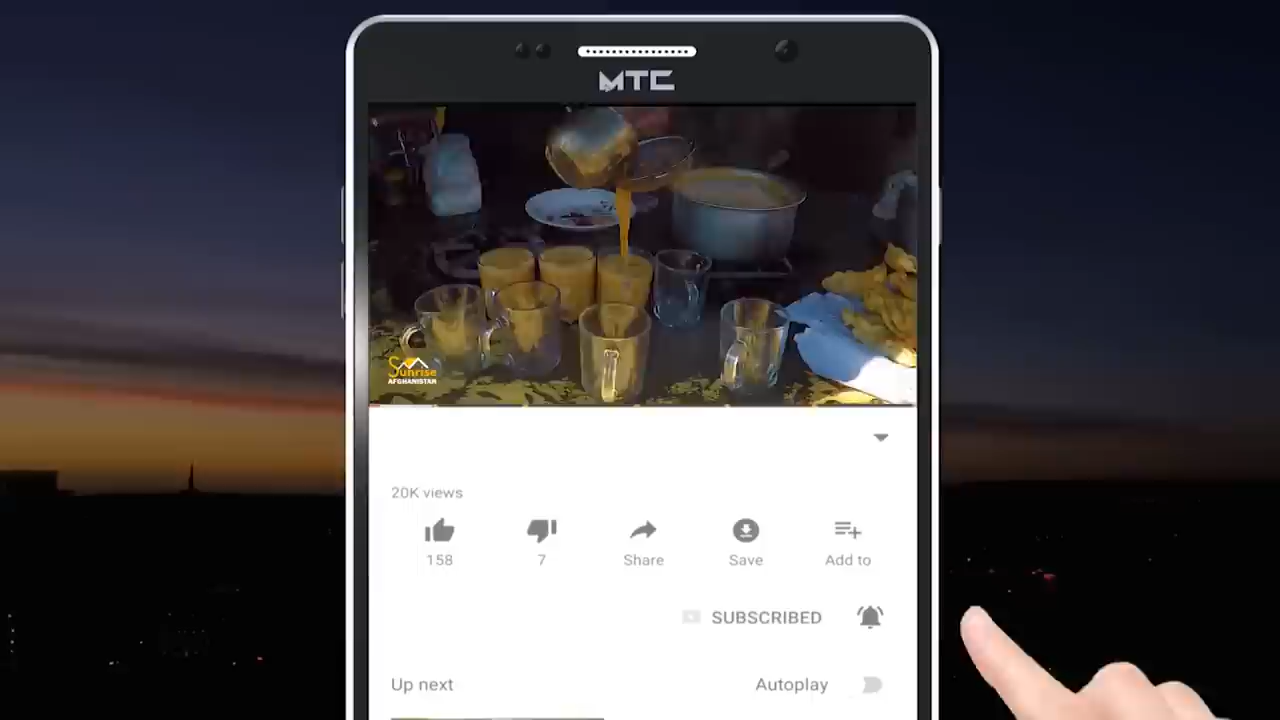 MTC
Sunrise
AFGHANISTAN
20K views
158
7
Share
Save
Add to
SUBSCRIBED
Up next
Autoplay